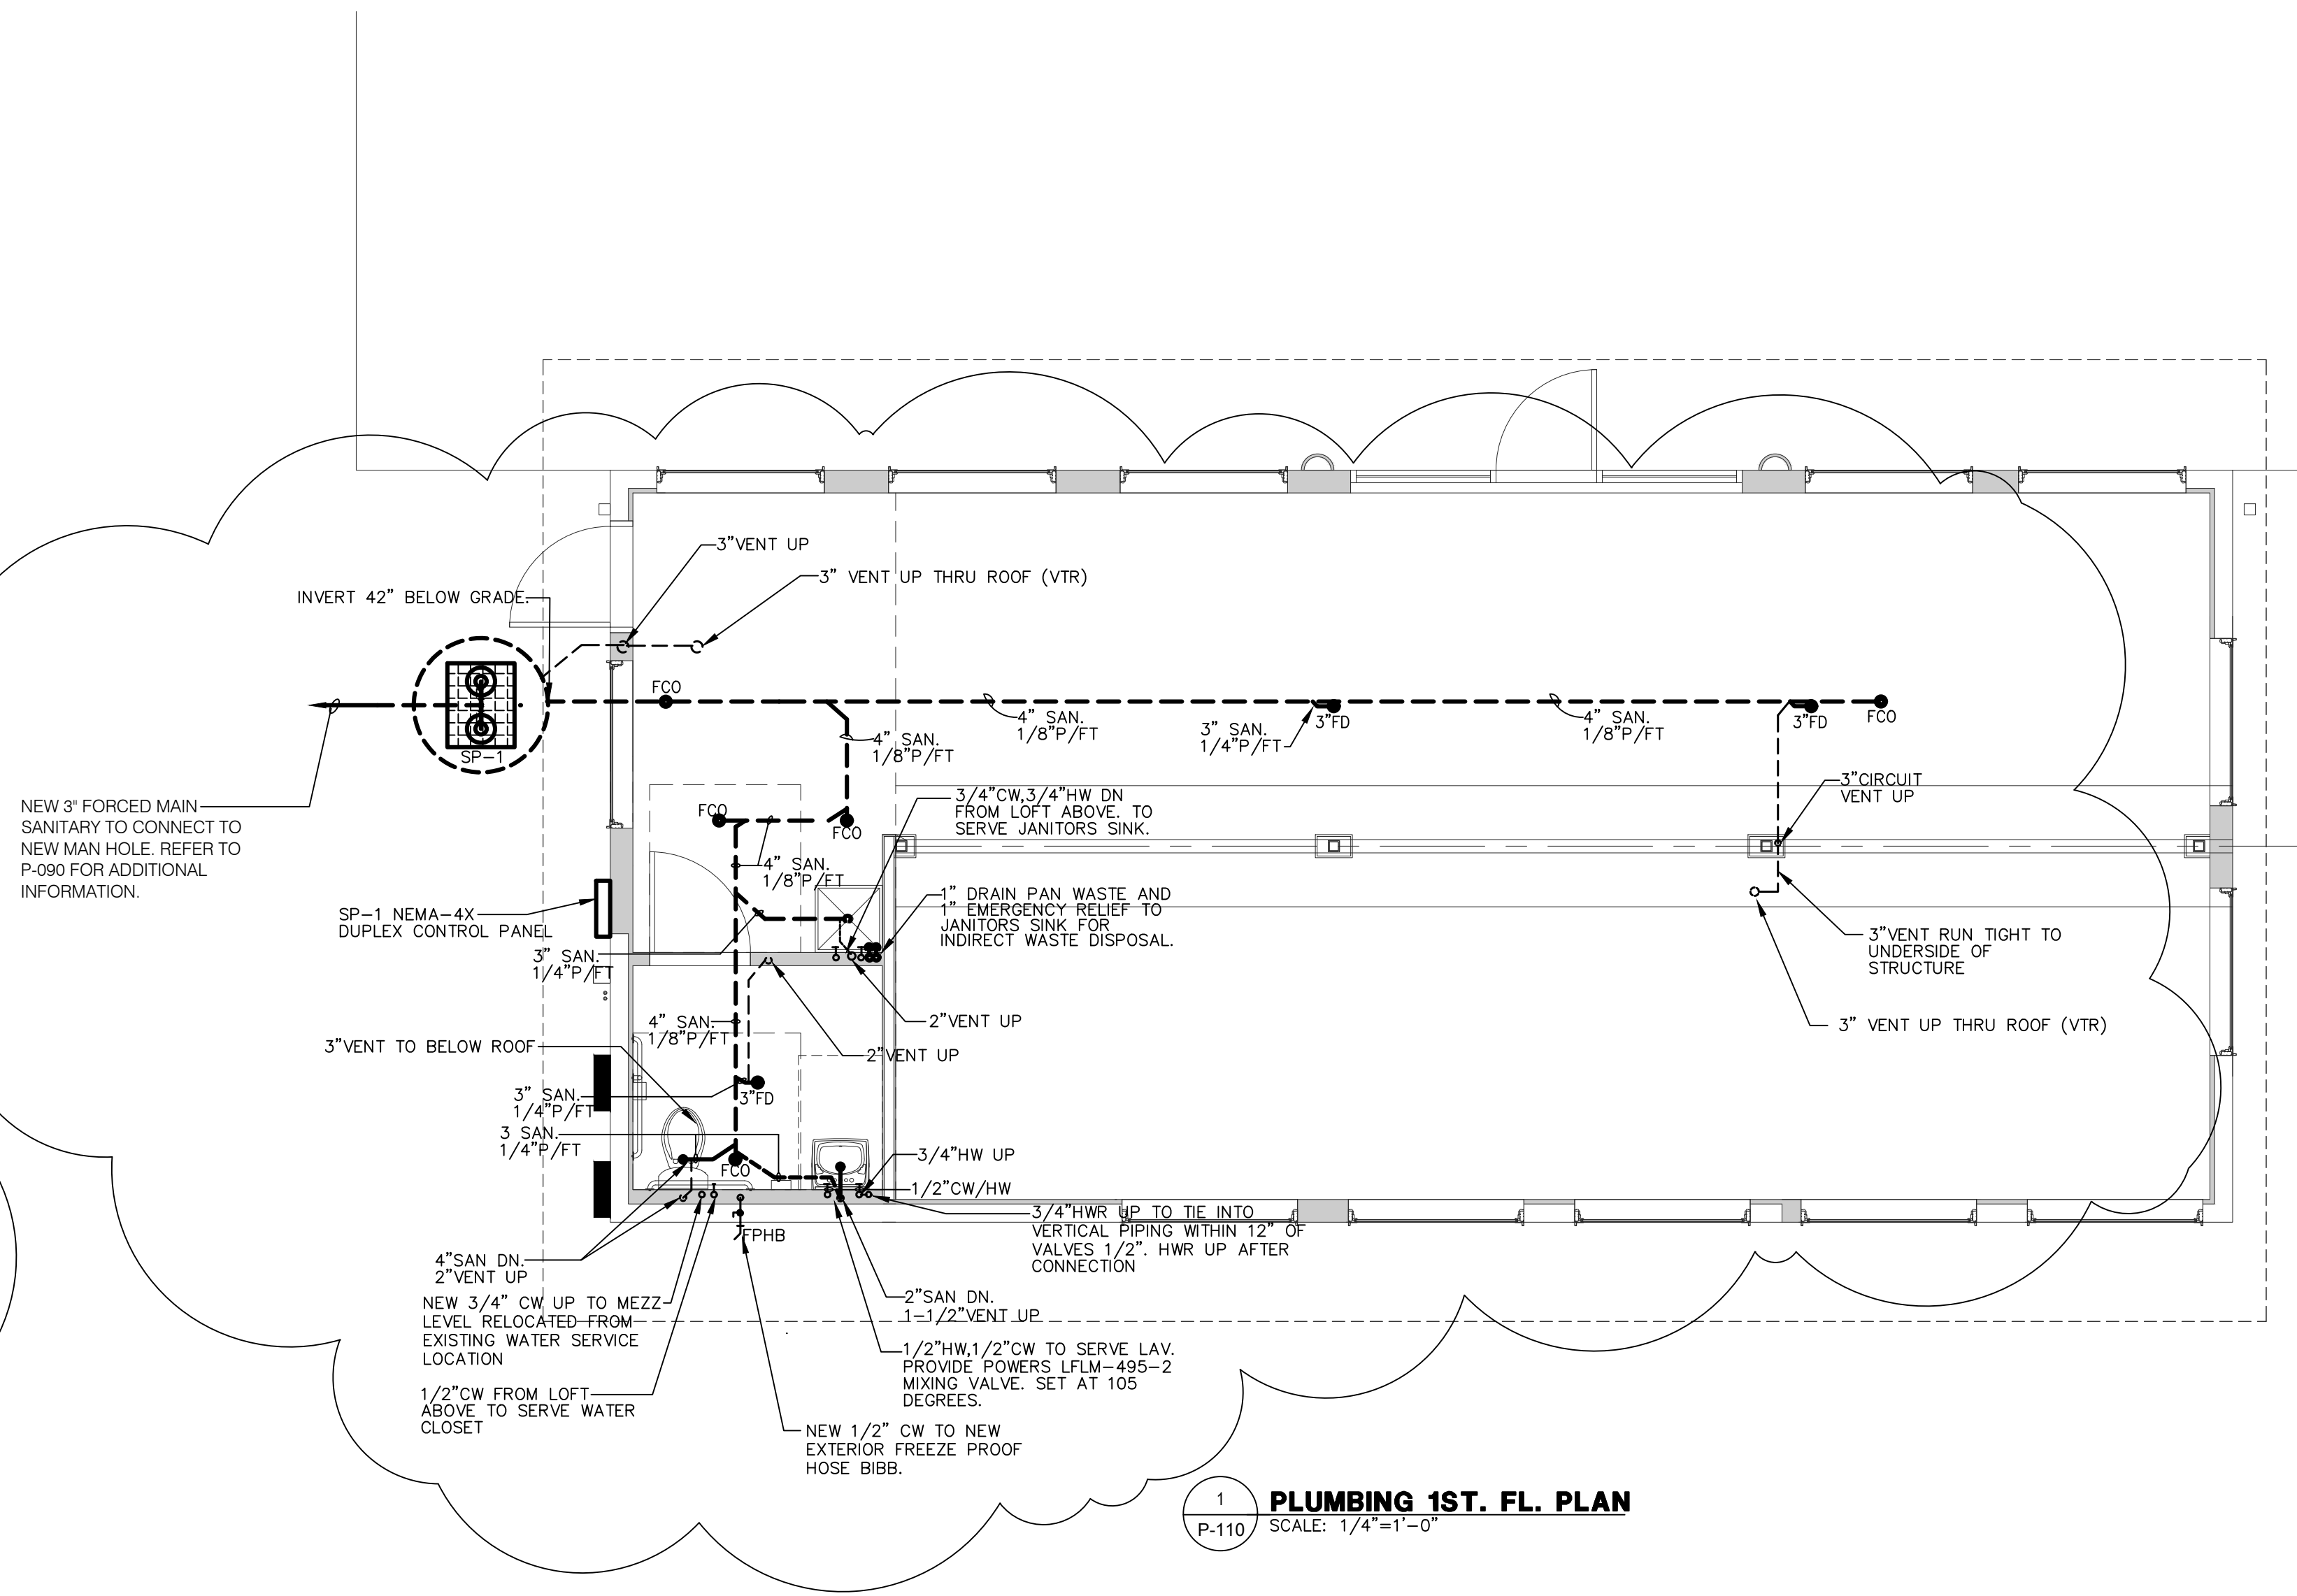 3”VENT UP
3” VENT UP THRU ROOF (VTR)
INVERT 42” BELOW GRADE.
FCO
4” SAN.
1/8”P/FT
3” SAN.
1/4”P/FT
3”FD
4” SAN.
1/8”P/FT
3”FD
FCO
4” SAN.
1/8”P/FT
SP-1
NEW 3" FORCED MAIN
SANITARY TO CONNECT TO
NEW MAN HOLE. REFER TO
P-090 FOR ADDITIONAL
INFORMATION.
FCO
FCO
3/4”CW,3/4”HW DN
FROM LOFT ABOVE. TO
SERVE JANITORS SINK.
3”CIRCUIT
VENT UP
4” SAN.
1/8”P/FT
1” DRAIN PAN WASTE AND
1” EMERGENCY RELIEF TO
JANITORS SINK FOR
INDIRECT WASTE DISPOSAL.
SP-1 NEMA-4X
DUPLEX CONTROL PANEL
3” SAN.
1/4”P/FT
3”VENT RUN TIGHT TO
UNDERSIDE OF
STRUCTURE
4” SAN.
1/8”P/FT
2”VENT UP
3” VENT UP THRU ROOF (VTR)
3”VENT TO BELOW ROOF
2”VENT UP
3” SAN.
1/4”P/FT
3”FD
3 SAN.
1/4”P/FT
FCO
3/4”HW UP
1/2”CW/HW
3/4”HWR UP TO TIE INTO
VERTICAL PIPING WITHIN 12” OF
VALVES 1/2”. HWR UP AFTER
CONNECTION
FPHB
4”SAN DN.
2”VENT UP
NEW 3/4” CW UP TO MEZZ
LEVEL RELOCATED FROM
EXISTING WATER SERVICE
LOCATION
2”SAN DN.
1-1/2”VENT UP
1/2”HW,1/2”CW TO SERVE LAV.
PROVIDE POWERS LFLM-495-2
MIXING VALVE. SET AT 105
DEGREES.
1/2”CW FROM LOFT
ABOVE TO SERVE WATER
CLOSET
NEW 1/2” CW TO NEW
EXTERIOR FREEZE PROOF
HOSE BIBB.
1
P-110
PLUMBING 1ST. FL. PLAN
SCALE: 1/4”=1’-0”